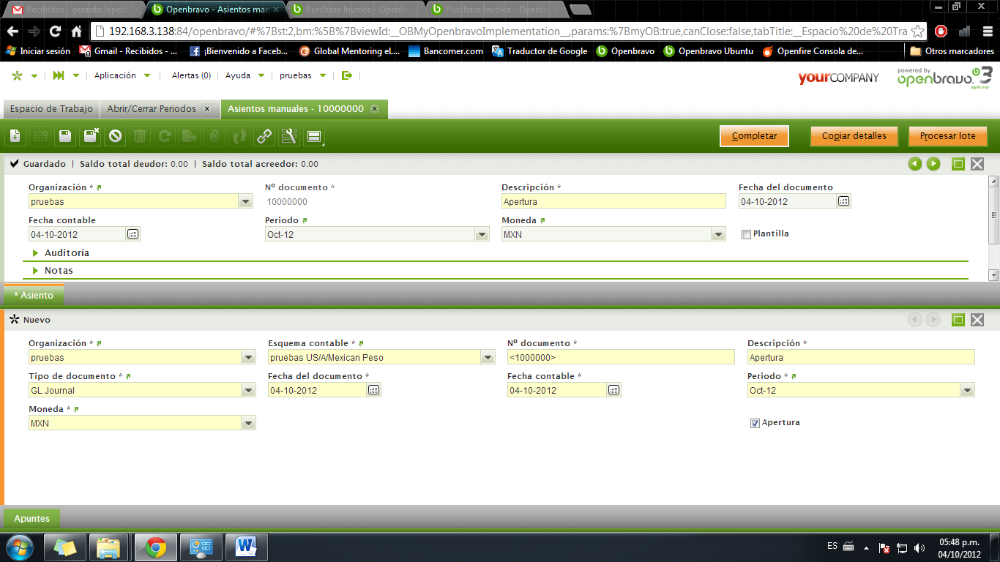 Recibidos - gerardo.lopez
Openbravo - Asientos man
Purchase Invoice - Openb
Purchase Invoice - Openb
192.168.3.138:84/openbravo/#%7Bst:2,bm:%5B%7BviewId:__OBMyOpenbravoImplementation__,params:%7BmyOB:true,canClose:false,tabTitle:__Espacio%20de%20Tra
Iniciar sesión Gmail - Recibidos - ... ¡Bienvenido a Faceb... Global Mentoring eL... Bancomer.com Traductor de Google Openbravo Openbravo Ubuntu Openfire Consola de... Otros marcadores
Aplicación Alertas (0) Ayuda pruebas
yourCOMPANY
powered by
openbravo 3
agile erp
Espacio de Trabajo Abrir/Cerrar Periodos Asientos manuales - 10000000
Completar Copiar detalles Procesar lote
Guardado | Saldo total deudor: 0.00 | Saldo total acreedor: 0.00
Organización * Nº documento * Descripción * Fecha del documento
pruebas 10000000 Apertura 04-10-2012
Fecha contable Periodo Moneda
04-10-2012 Oct-12 MXN Plantilla
Auditoría
Notas
* Asiento
Nuevo
Organización * Esquema contable * Nº documento * Descripción *
pruebas pruebas US/A/Mexican Peso <1000000> Apertura
Tipo de documento * Fecha del documento * Fecha contable * Periodo *
GL Journal 04-10-2012 04-10-2012 Oct-12
Moneda *
MXN Apertura
Apuntes
ES 05:48 p.m.
04/10/2012